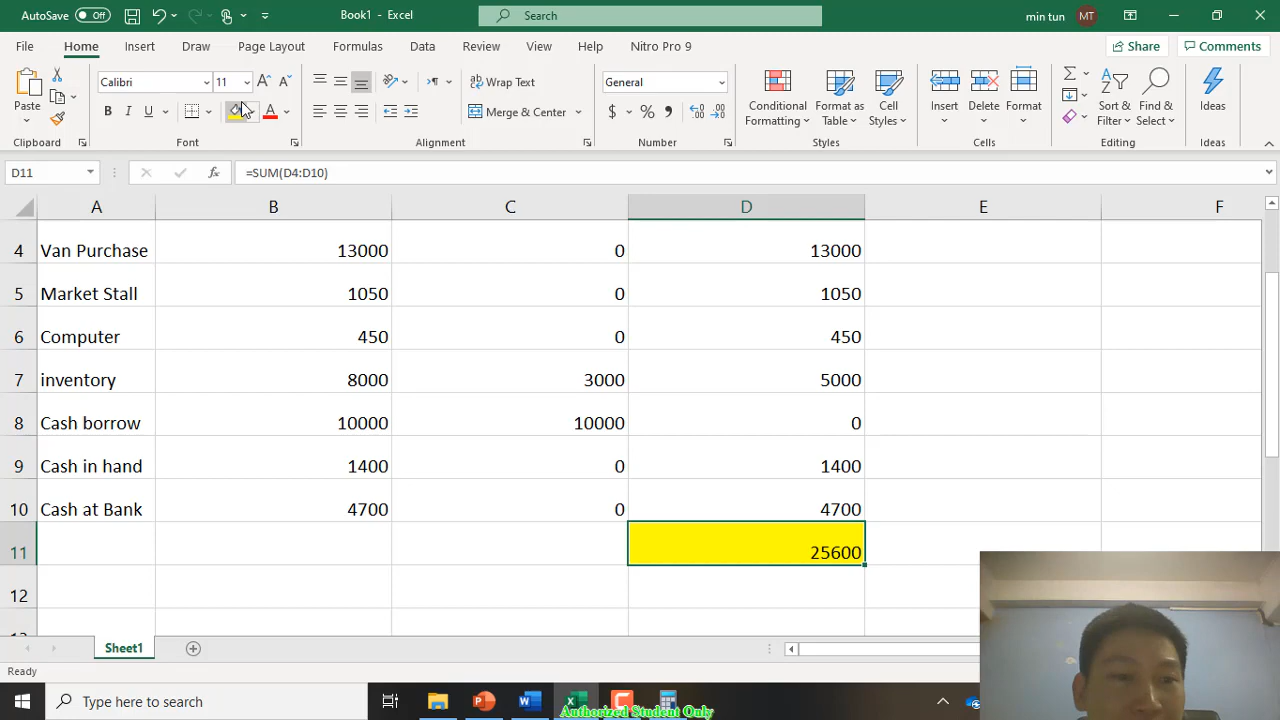 AutoSave Off Book1 - Excel Search min tun MT
File Home Insert Draw Page Layout Formulas Data Review View Help Nitro Pro 9 Share Comments
Paste Calibri 11 Wrap Text General Conditional Formatting Format as Table Cell Styles Insert Delete Format Sort & Filter Find & Select Ideas
B I U A Merge & Center $ %
Clipboard Font Alignment Number Styles Cells Editing Ideas
D11 fx =SUM(D4:D10)
A B C D E F
4 Van Purchase 13000 0 13000
5 Market Stall 1050 0 1050
6 Computer 450 0 450
7 inventory 8000 3000 5000
8 Cash borrow 10000 10000 0
9 Cash in hand 1400 0 1400
10 Cash at Bank 4700 0 4700
11 25600
12
Sheet1
Ready
Type here to search
Authorized Student Only